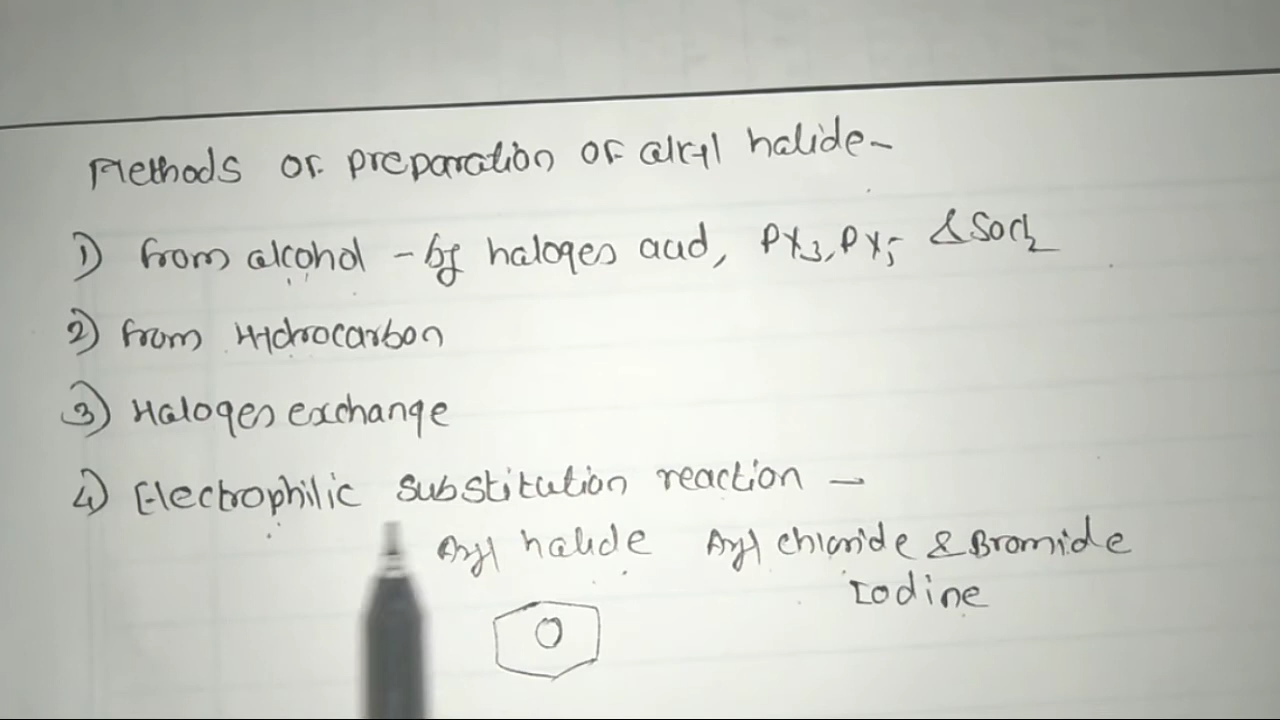 Methods of preparation of alkyl halide-
1) from alcohol - by halogen acid, PX3, PX5 & SOCl2
2) from Hydrocarbon
3) Halogen exchange
4) Electrophilic substitution reaction -
Aryl halide Aryl chloride & Bromide
Iodine